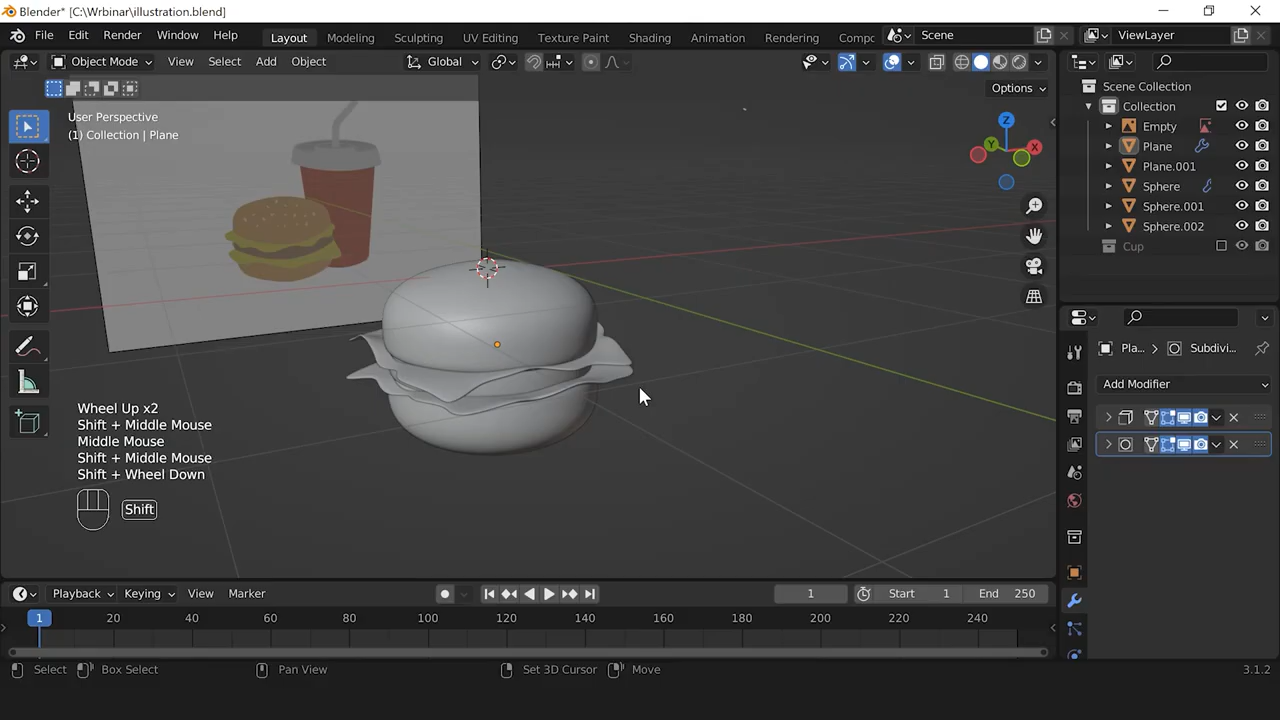 Blender* [C:\Wrbinar\illustration.blend]
File Edit Render Window Help Layout Modeling Sculpting UV Editing Texture Paint Shading Animation Rendering Compc Scene ViewLayer
Object Mode View Select Add Object Global
Options
User Perspective
(1) Collection | Plane
Z
Y
X
Wheel Up x2
Shift + Middle Mouse
Middle Mouse
Shift + Middle Mouse
Shift + Wheel Down
Shift
Scene Collection
Collection
Empty
Plane
Plane.001
Sphere
Sphere.001
Sphere.002
Cup
Pla... > Subdivi...
Add Modifier
Playback Keying View Marker 1 Start 1 End 250
1 20 40 60 80 100 120 140 160 180 200 220 240
Select Box Select Pan View Set 3D Cursor Move 3.1.2